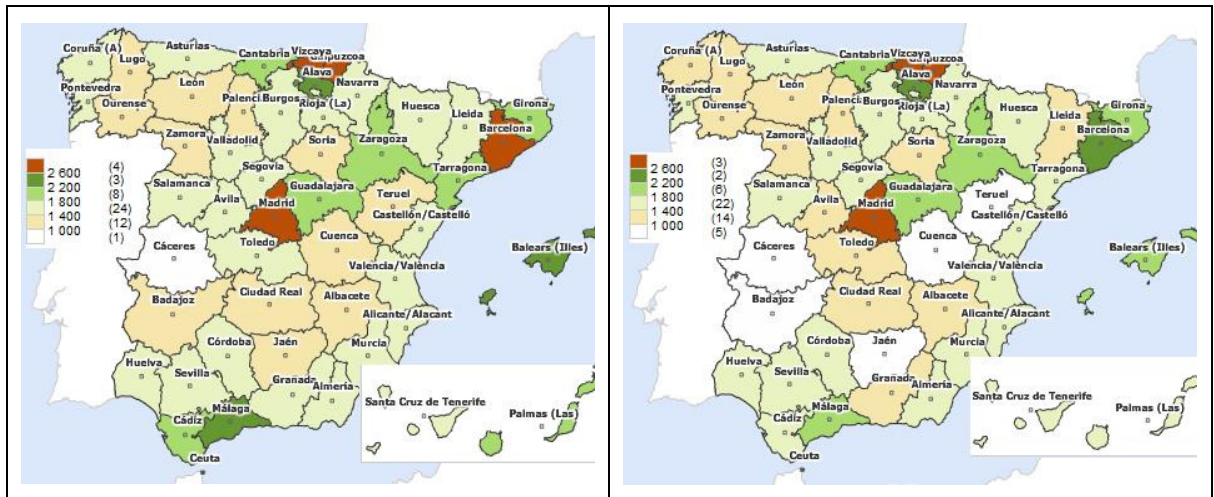 Coruña (A)
Lugo
Asturias
Cantabria
Vizcaya
Guipuzcoa
Alava
Navarra
Pontevedra
Ourense
León
Palenci
Burgos
Rioja (La)
Huesca
Lleida
Girona
Barcelona
Zamora
Valladolid
Soria
Zaragoza
Tarragona
Segovia
Salamanca
Avila
Madrid
Guadalajara
Teruel
Castellón/Castelló
Cáceres
Toledo
Cuenca
Valencia/València
Balears (Illes)
Badajoz
Ciudad Real
Albacete
Alicante/Alacant
Córdoba
Jaén
Murcia
Huelva
Sevilla
Granada
Almería
Cádiz
Málaga
Ceuta
Santa Cruz de Tenerife
Palmas (Las)
2 600 (4)
2 200 (3)
1 800 (8)
1 400 (24)
1 000 (12)
(1)
Coruña (A)
Lugo
Asturias
Cantabria
Vizcaya
Guipuzcoa
Alava
Navarra
Pontevedra
Ourense
León
Palenci
Burgos
Rioja (La)
Huesca
Lleida
Girona
Barcelona
Zamora
Valladolid
Soria
Zaragoza
Tarragona
Segovia
Salamanca
Avila
Madrid
Guadalajara
Teruel
Castellón/Castelló
Cáceres
Toledo
Cuenca
Valencia/València
Balears (Illes)
Badajoz
Ciudad Real
Albacete
Alicante/Alacant
Córdoba
Jaén
Murcia
Huelva
Sevilla
Granada
Almería
Cádiz
Málaga
Ceuta
Santa Cruz de Tenerife
Palmas (Las)
2 600 (3)
2 200 (2)
1 800 (6)
1 400 (22)
1 000 (14)
(5)